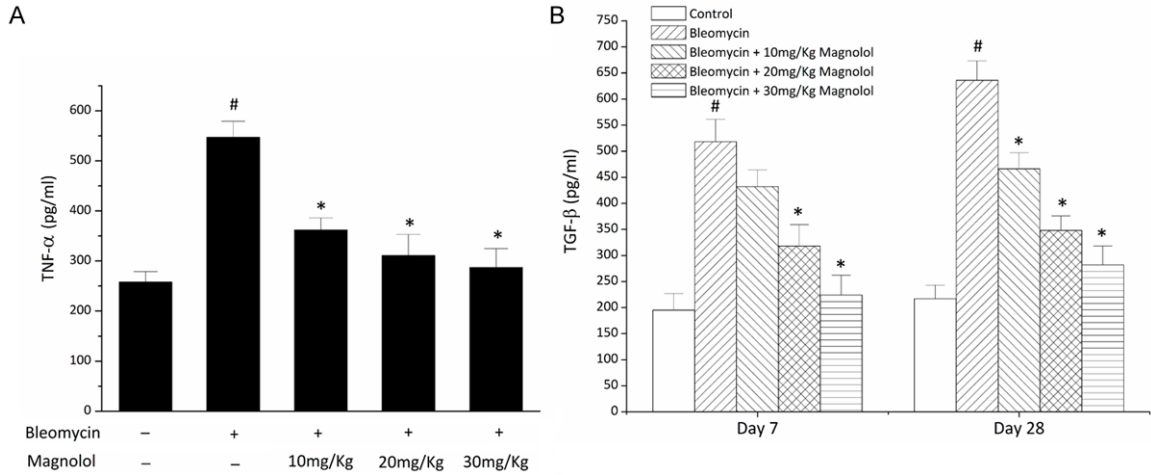 A
TNF-α (pg/ml)
600
500
400
300
200
100
0
#
*
*
*
Bleomycin – + + + +
Magnolol – – 10mg/Kg 20mg/Kg 30mg/Kg
B
TGF-β (pg/ml)
750
700
650
600
550
500
450
400
350
300
250
200
150
100
50
0
Control
Bleomycin
Bleomycin + 10mg/Kg Magnolol
Bleomycin + 20mg/Kg Magnolol
Bleomycin + 30mg/Kg Magnolol
#
*
*
#
*
*
*
Day 7 Day 28